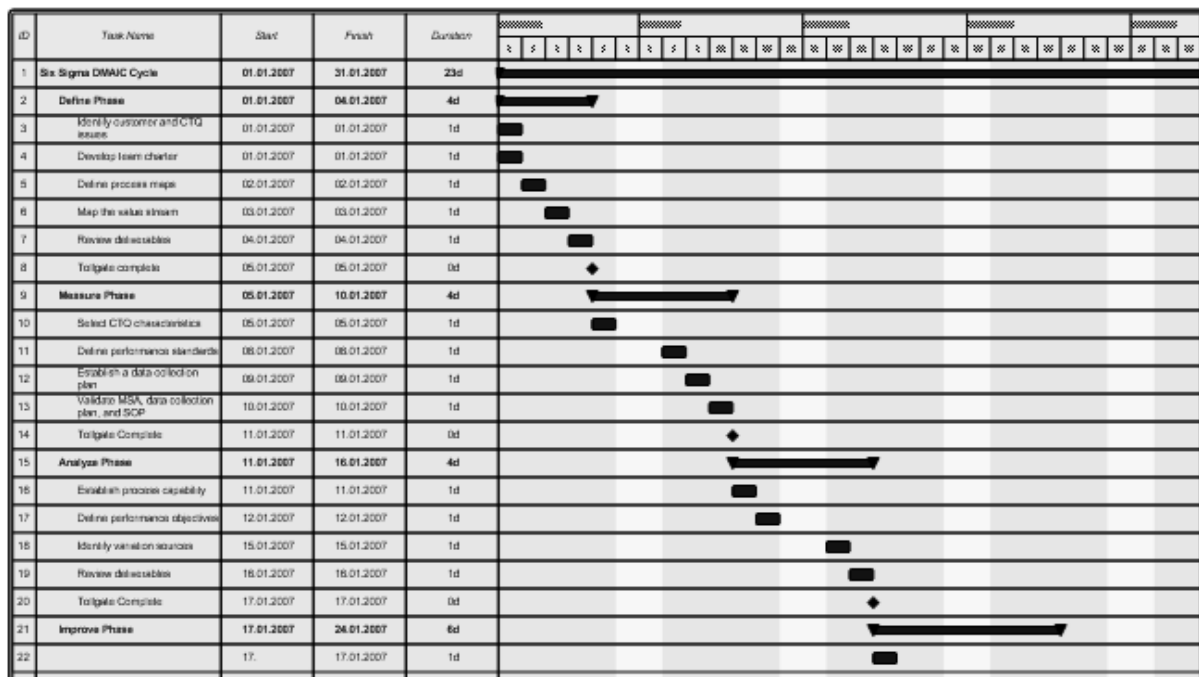 ID Task Name Start Finish Duration
1 Six Sigma DMAIC Cycle 01.01.2007 31.01.2007 23d
2 Define Phase 01.01.2007 04.01.2007 4d
3 Identify customer and CTQ issues 01.01.2007 01.01.2007 1d
4 Develop team charter 01.01.2007 01.01.2007 1d
5 Define process maps 02.01.2007 02.01.2007 1d
6 Map the value stream 03.01.2007 03.01.2007 1d
7 Review deliverables 04.01.2007 04.01.2007 1d
8 Tollgate complete 05.01.2007 05.01.2007 0d
9 Measure Phase 05.01.2007 10.01.2007 4d
10 Select CTQ characteristics 05.01.2007 05.01.2007 1d
11 Define performance standards 08.01.2007 08.01.2007 1d
12 Establish a data collection plan 09.01.2007 09.01.2007 1d
13 Validate MSA, data collection plan, and SOP 10.01.2007 10.01.2007 1d
14 Tollgate Complete 11.01.2007 11.01.2007 0d
15 Analyze Phase 11.01.2007 16.01.2007 4d
16 Establish process capability 11.01.2007 11.01.2007 1d
17 Define performance objectives 12.01.2007 12.01.2007 1d
18 Identify variation sources 15.01.2007 15.01.2007 1d
19 Review deliverables 16.01.2007 16.01.2007 1d
20 Tollgate Complete 17.01.2007 17.01.2007 0d
21 Improve Phase 17.01.2007 24.01.2007 6d
22 17. 17.01.2007 1d